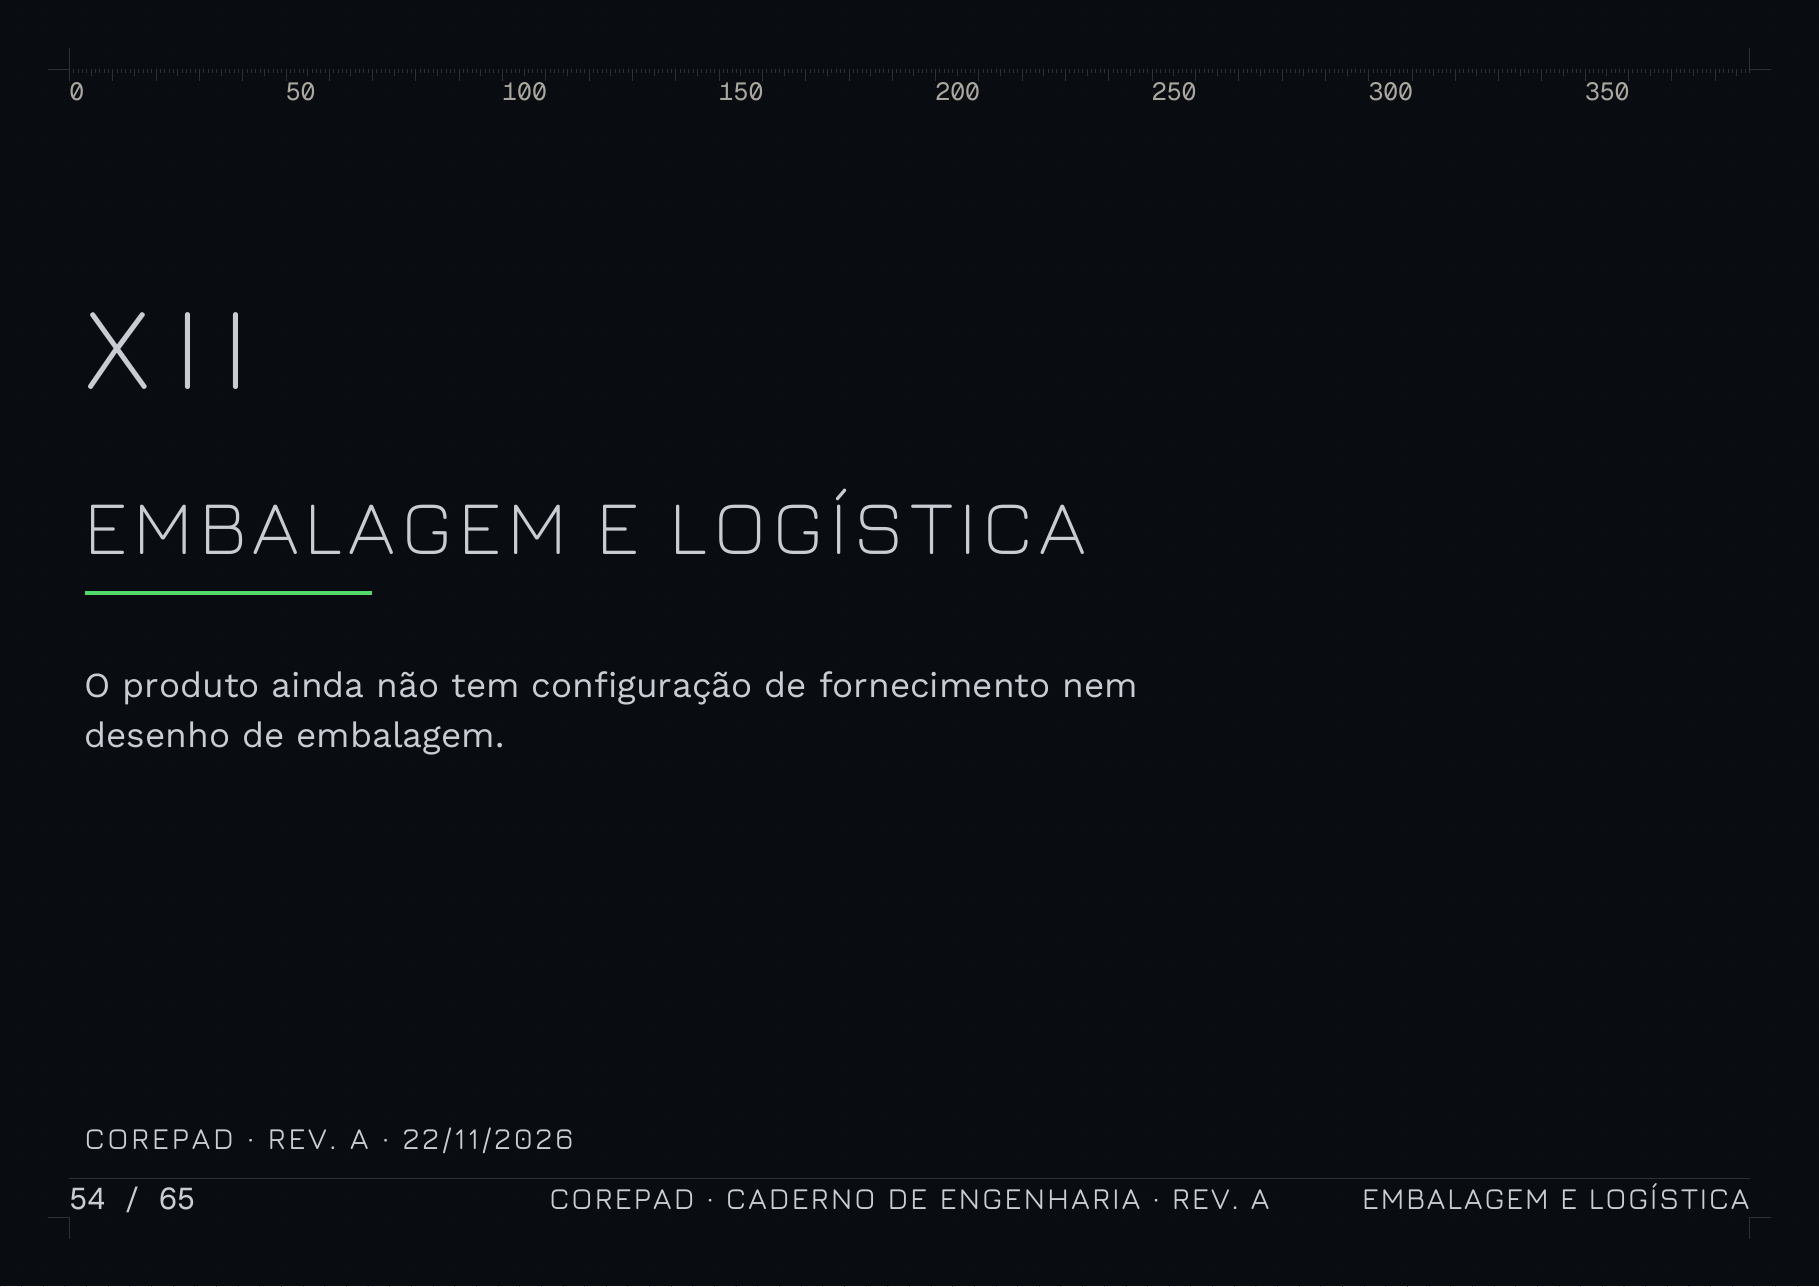 0 50 100 150 200 250 300 350
XII
EMBALAGEM E LOGÍSTICA
O produto ainda não tem configuração de fornecimento nem
desenho de embalagem.
COREPAD · REV. A · 22/11/2026
54 / 65 COREPAD · CADERNO DE ENGENHARIA · REV. A EMBALAGEM E LOGÍSTICA